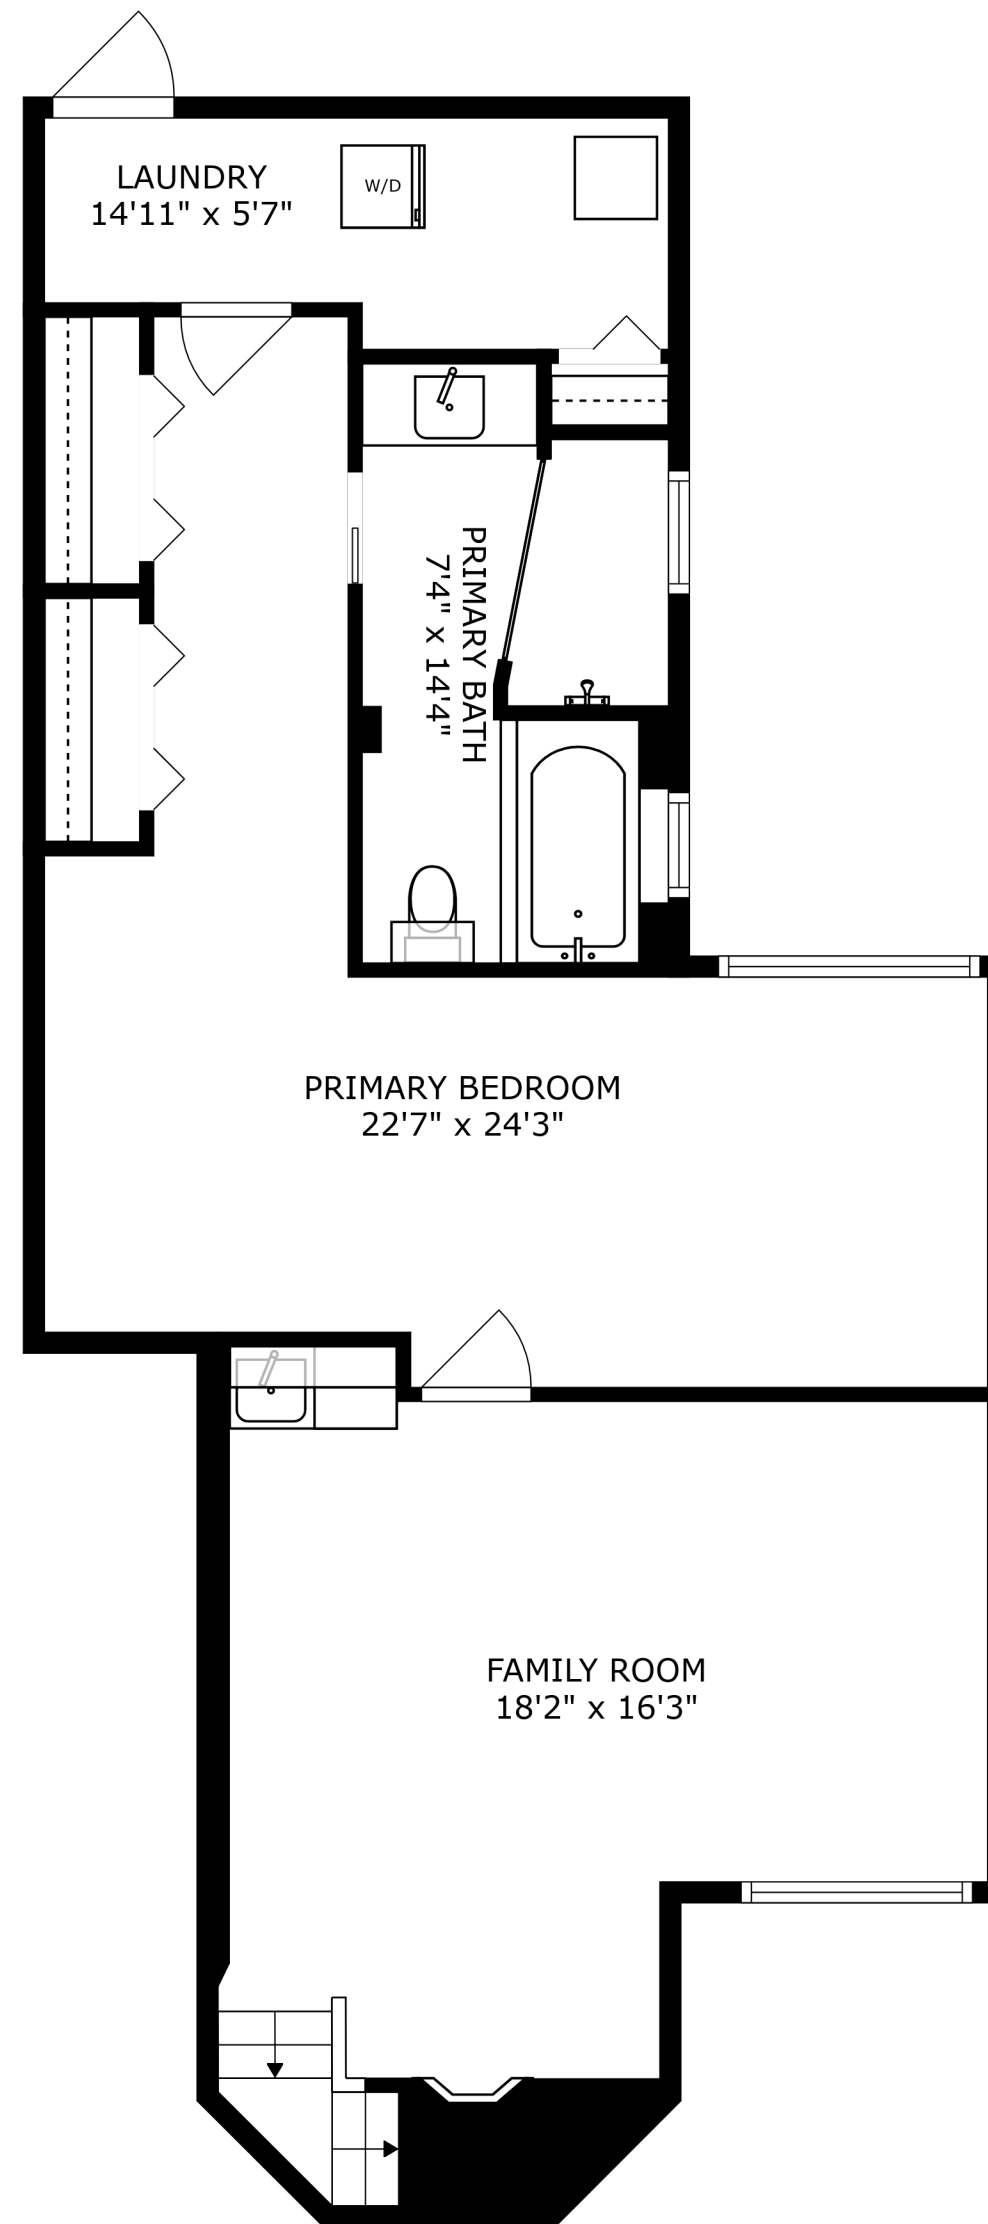 LAUNDRY
14'11" x 5'7"
W/D
PRIMARY BATH
7'4" x 14'4"
PRIMARY BEDROOM
22'7" x 24'3"
FAMILY ROOM
18'2" x 16'3"